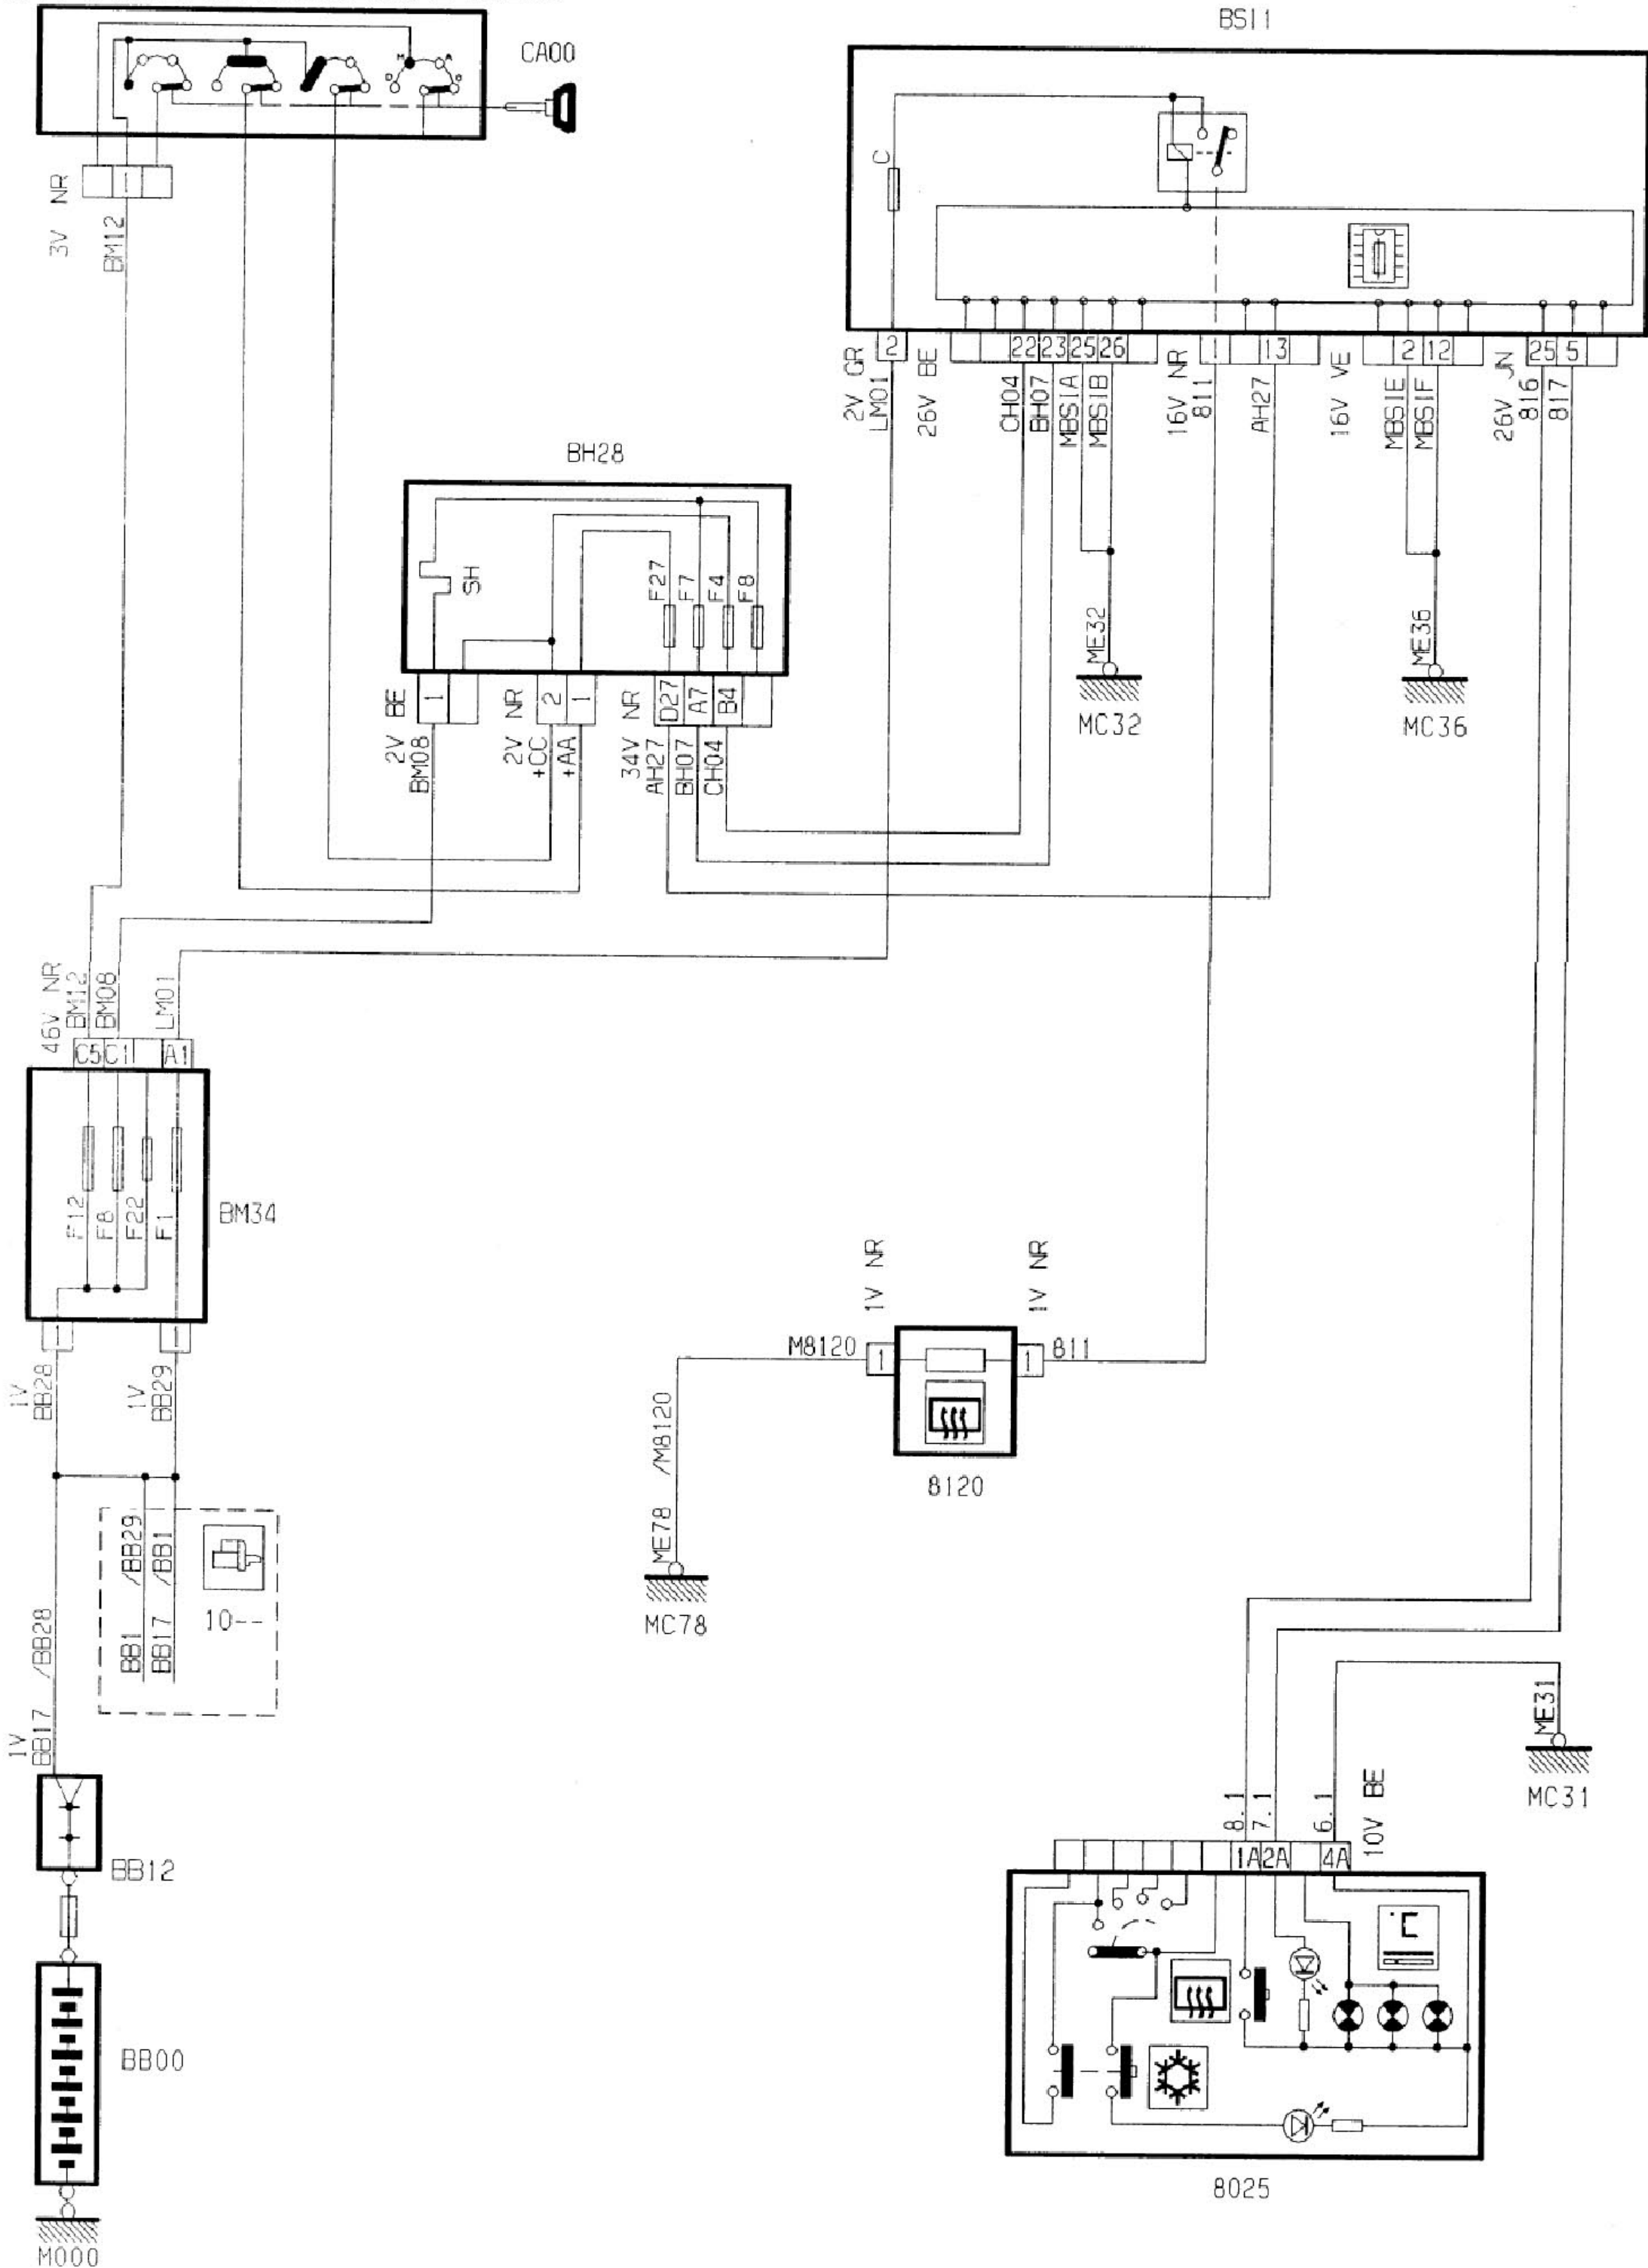 CA00
H
A
D
D
3V NR
1
BM12
BSI1
C
2
2V GR
LM01
26V BE
22
23
25
26
CH04
BH07
MBSIA
MBSIB
16V NR
1
811
13
AH27
16V VE
2
12
MBSIE
MBSIF
26V JN
25
5
816
817
ME32
MC32
ME36
MC36
BH28
SH
F27
F7
F4
F8
1
2V BE
BM08
2
1
2V NR
+CC
+AA
D27
A7
B4
34V NR
AH27
BH07
CH04
46V NR
BM12
BM08
LM01
C5
C1
A1
F12
F8
F22
F1
BM34
1
1
1V
BB28
1V
BB29
BB1 /BB29
BB17 /BB1
10--
1V
BB17 /BB28
BB12
BB00
M000
1V NR
1V NR
M8120
1
1
811
8120
ME78 /M8120
MC78
ME31
MC31
8.1
7.1
6.1
10V BE
1A
2A
4A
°C
8025